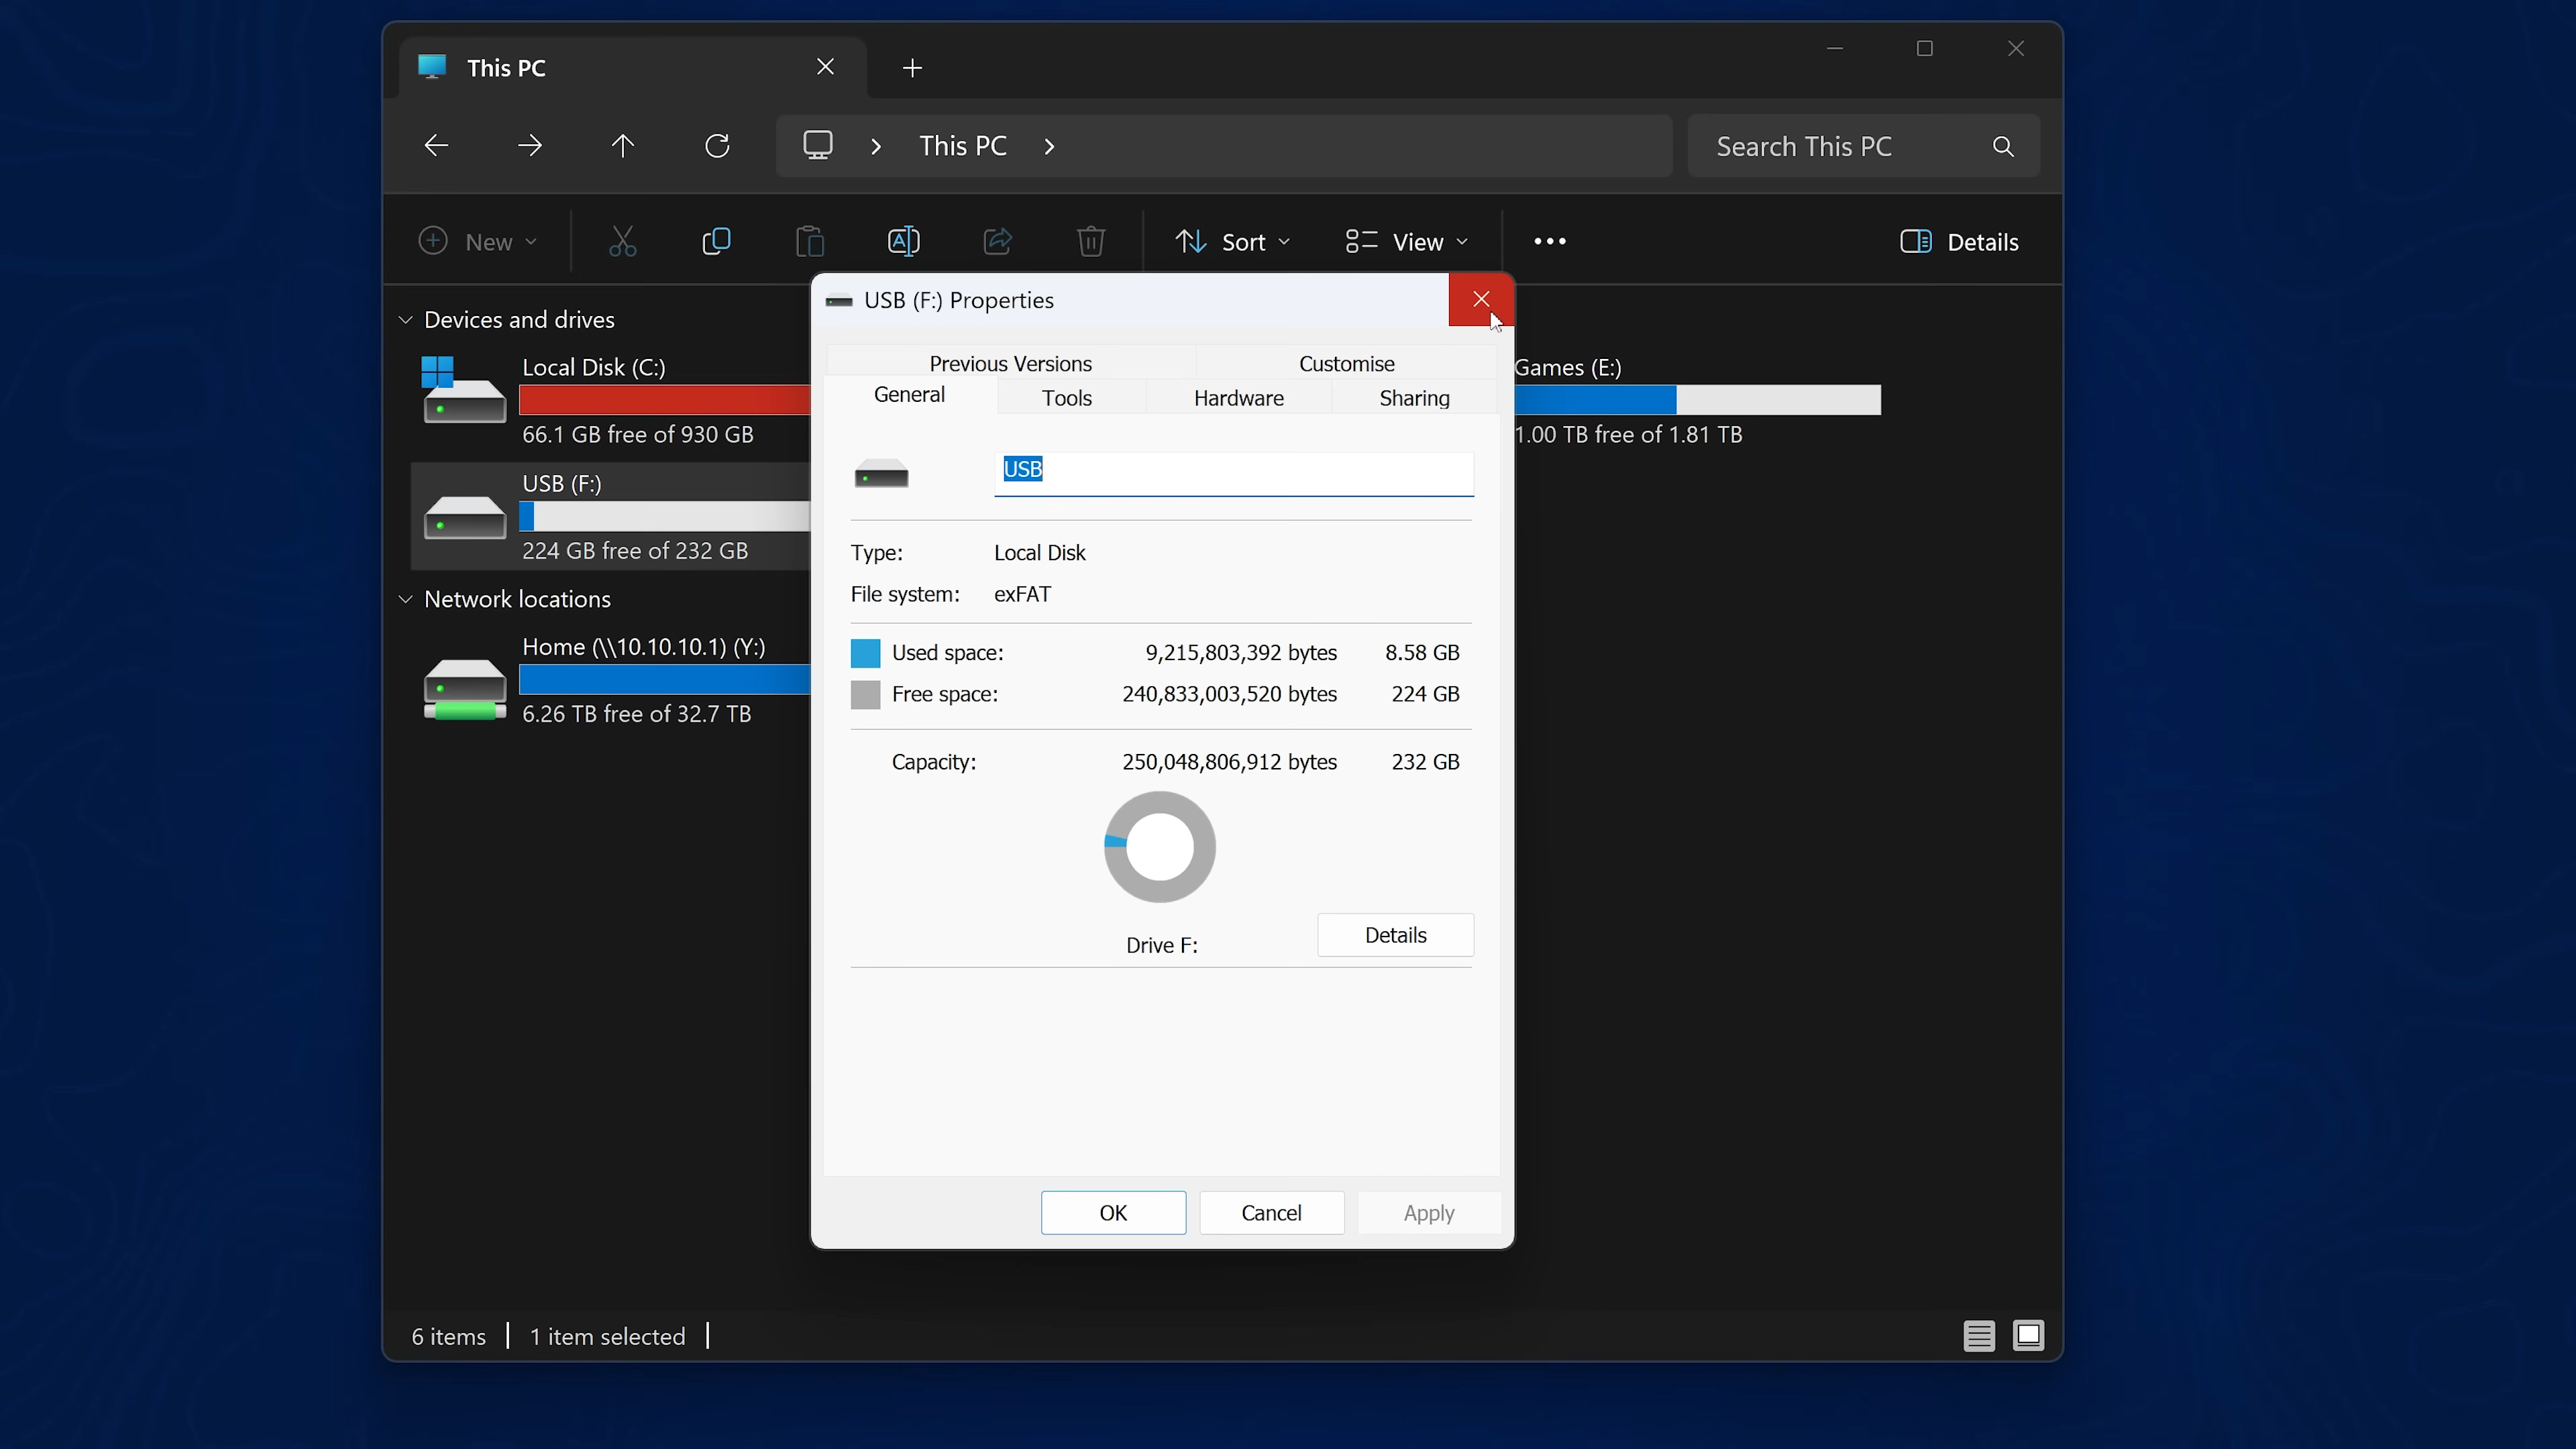 This PC
This PC
Search This PC
New
Sort
View
Details
Devices and drives
Local Disk (C:)
66.1 GB free of 930 GB
Games (E:)
1.00 TB free of 1.81 TB
USB (F:)
224 GB free of 232 GB
Network locations
Home (\\10.10.10.1) (Y:)
6.26 TB free of 32.7 TB
USB (F:) Properties
Previous Versions Customise
General Tools Hardware Sharing
USB
Type: Local Disk
File system: exFAT
Used space: 9,215,803,392 bytes 8.58 GB
Free space: 240,833,003,520 bytes 224 GB
Capacity: 250,048,806,912 bytes 232 GB
Drive F:
Details
OK Cancel Apply
6 items 1 item selected